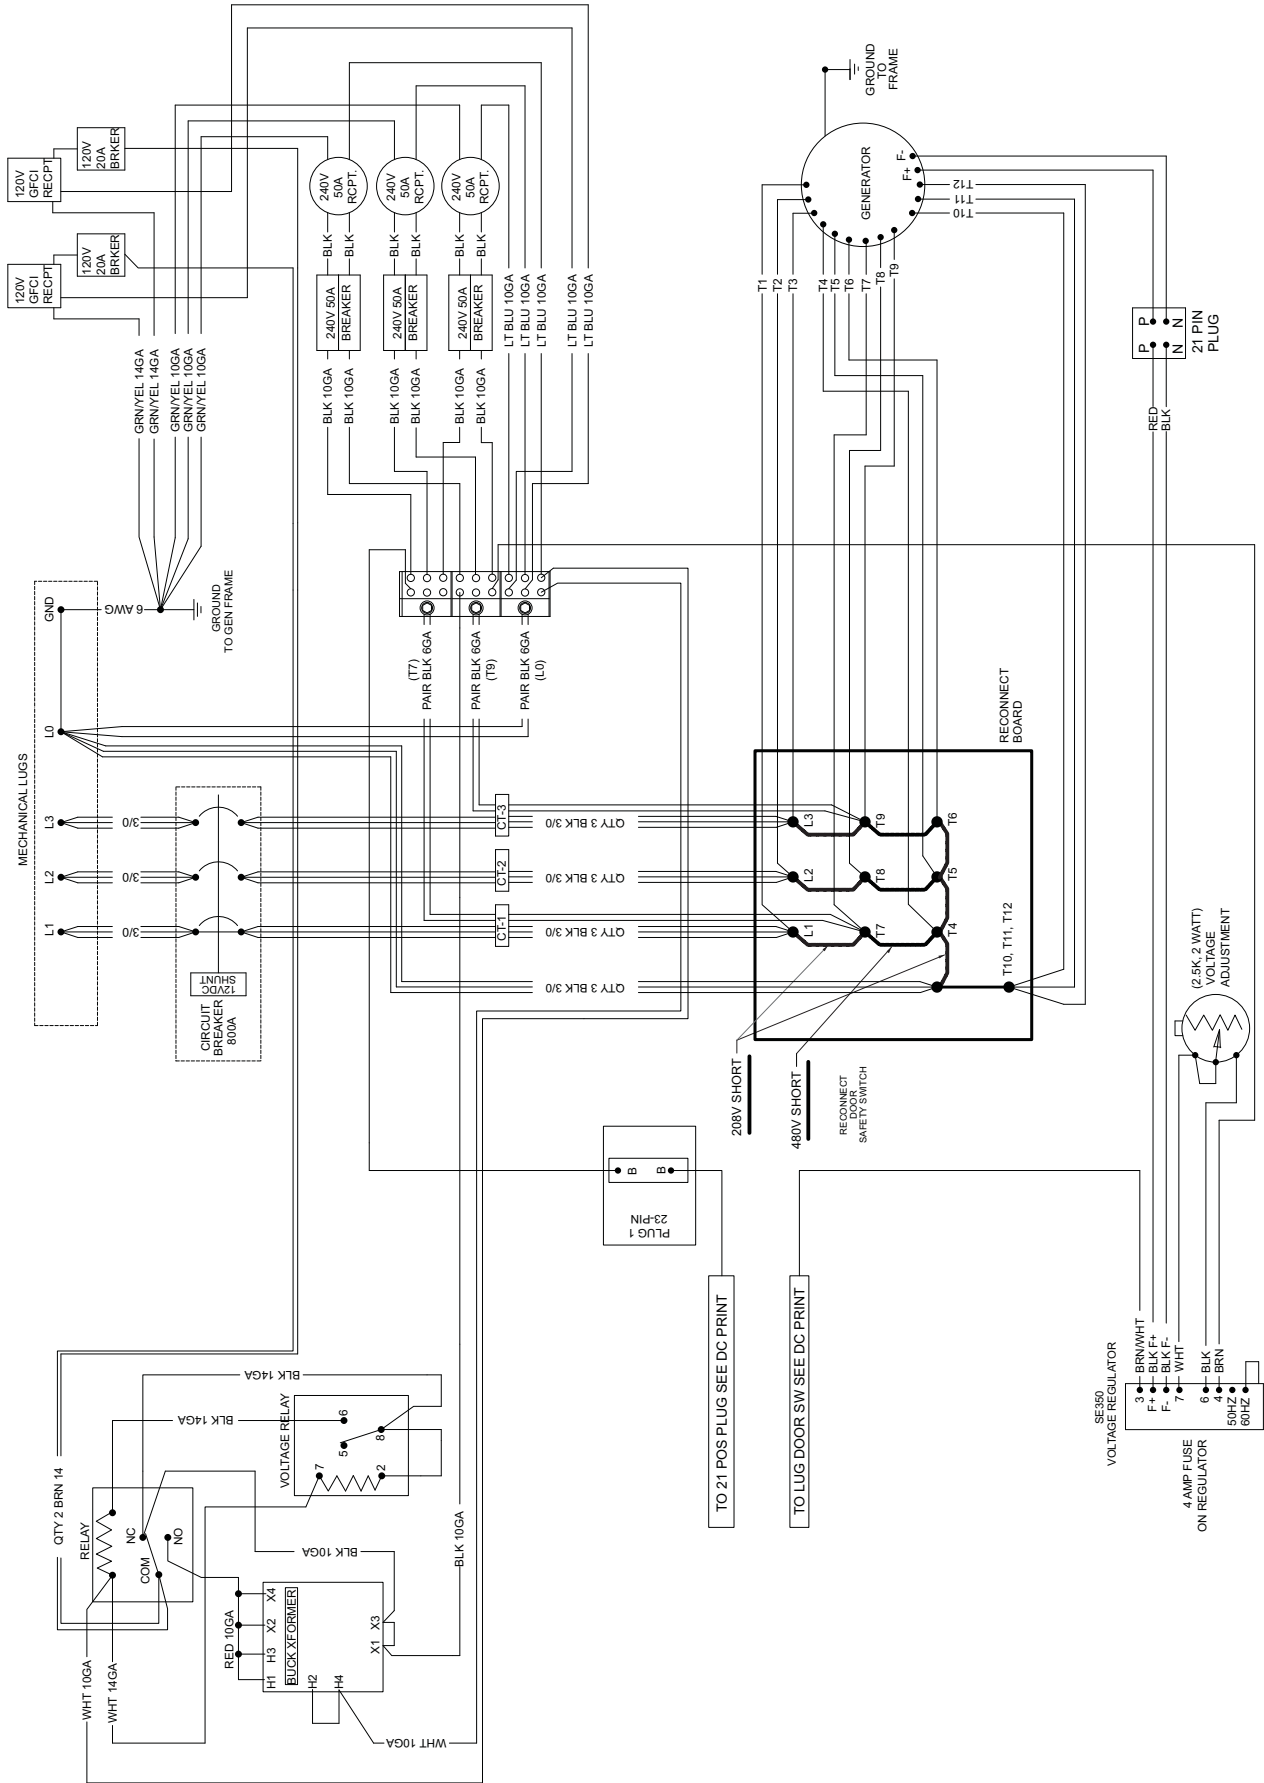 120V
GFCI
RECPT
120V
20A
BRKER
120V
GFCI
RECPT
120V
20A
BRKER
GRN/YEL 14GA
GRN/YEL 14GA
GRN/YEL 10GA
GRN/YEL 10GA
GRN/YEL 10GA
240V
50A
RCPT.
240V
50A
RCPT.
240V
50A
RCPT.
BLK
BLK
BLK
BLK
BLK
BLK
240V 50A
BREAKER
240V 50A
BREAKER
240V 50A
BREAKER
BLK 10GA
BLK 10GA
BLK 10GA
BLK 10GA
BLK 10GA
BLK 10GA
LT BLU 10GA
LT BLU 10GA
LT BLU 10GA
LT BLU 10GA
LT BLU 10GA
GROUND
TO
FRAME
GENERATOR
F-
F+
T12
T11
T10
T1
T2
T3
T4
T5
T6
T7
T8
T9
P P
N N
21 PIN
PLUG
RED
BLK
MECHANICAL LUGS
GND
L0
L3
L2
L1
6 AWG
GROUND
TO GEN FRAME
3/0
3/0
3/0
12VDC
SHUNT
CIRCUIT
BREAKER
800A
PAIR BLK 6GA
(T7)
PAIR BLK 6GA
(T9)
PAIR BLK 6GA
(L0)
CT-3
CT-2
CT-1
QTY 3 BLK 3/0
QTY 3 BLK 3/0
QTY 3 BLK 3/0
QTY 3 BLK 3/0
RECONNECT
BOARD
L3
T9
T6
L2
T8
T5
L1
T7
T4
T10, T11, T12
208V SHORT
480V SHORT
RECONNECT
DOOR
SAFETY SWITCH
(2.5K, 2 WATT)
VOLTAGE
ADJUSTMENT
B B
PLUG 1
23-PIN
TO 21 POS PLUG SEE DC PRINT
TO LUG DOOR SW SEE DC PRINT
SE350
VOLTAGE REGULATOR
3 BRN/WHT
F+ BLK F+
F- BLK F-
7 WHT
6 BLK
4 BRN
50HZ
60HZ
4 AMP FUSE
ON REGULATOR
QTY 2 BRN 14
RELAY
NC
COM
NO
BLK 14GA
BLK 14GA
VOLTAGE RELAY
6
5
8
7
2
BLK 10GA
BLK 10GA
RED 10GA
H1 H3 X2 X4
BUCK XFORMER
H2
H4
X1 X3
WHT 10GA
WHT 14GA
WHT 10GA